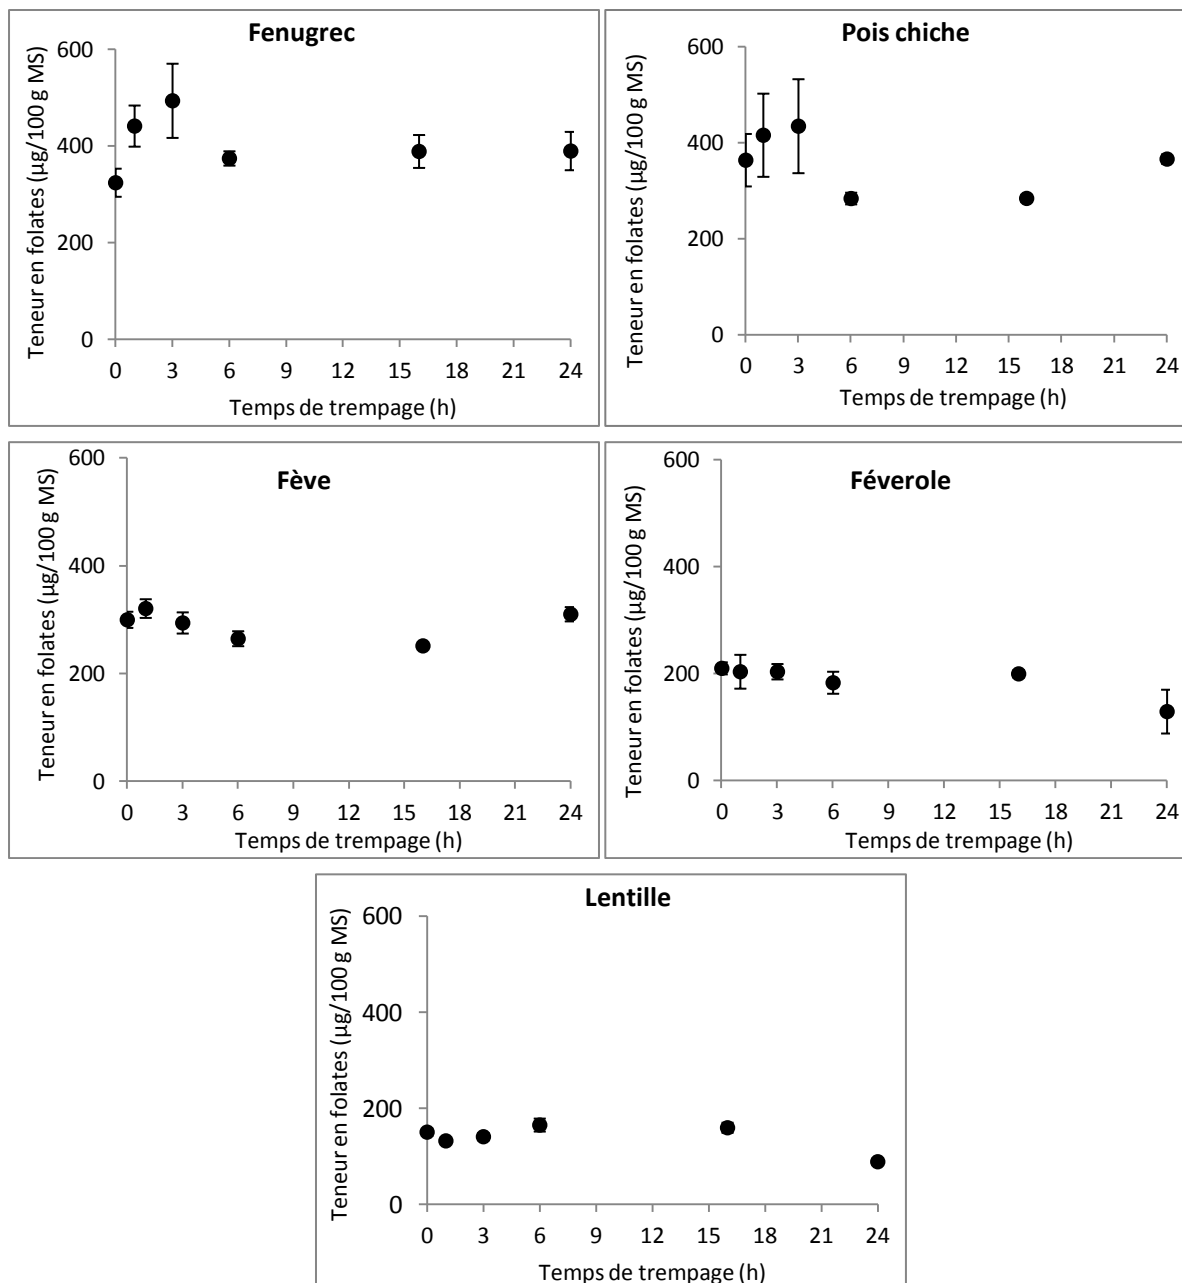 Fenugrec
Teneur en folates (µg/100 g MS)
600
400
200
0
0 3 6 9 12 15 18 21 24
Temps de trempage (h)
Pois chiche
Teneur en folates (µg/100 g MS)
600
400
200
0
0 3 6 9 12 15 18 21 24
Temps de trempage (h)
Fève
Teneur en folates (µg/100 g MS)
600
400
200
0
0 3 6 9 12 15 18 21 24
Temps de trempage (h)
Féverole
Teneur en folates (µg/100 g MS)
600
400
200
0
0 3 6 9 12 15 18 21 24
Temps de trempage (h)
Lentille
Teneur en folates (µg/100 g MS)
600
400
200
0
0 3 6 9 12 15 18 21 24
Temps de trempage (h)